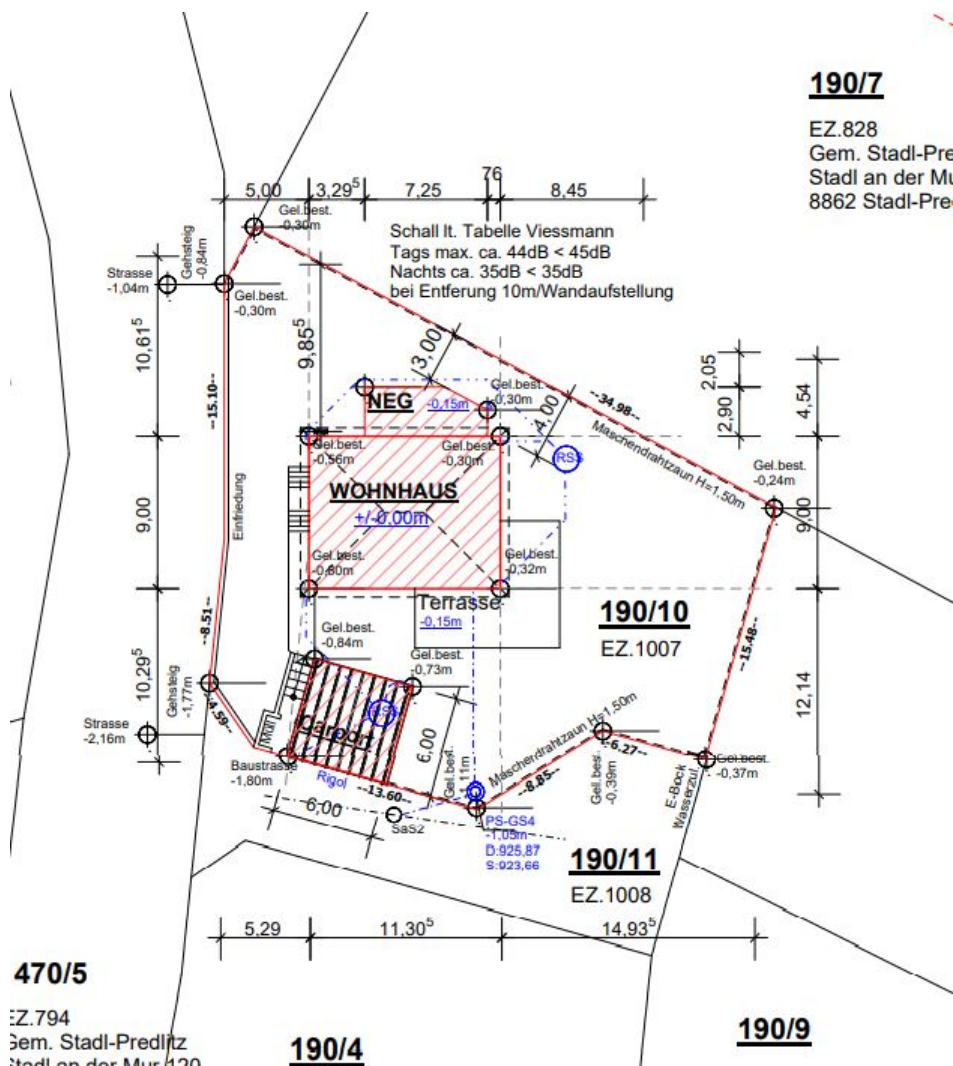 190/7
EZ.828
Gem. Stadl-Pre
Stadl an der Mu
8862 Stadl-Pre
76
5,00 3,29⁵ 7,25 8,45
Gel.best.
-0,30m
Schall lt. Tabelle Viessmann
Tags max. ca. 44dB < 45dB
Nachts ca. 35dB < 35dB
bei Entferung 10m/Wandaufstellung
Gehsteig
-0,84m
Strasse
-1,04m
Gel.best.
-0,30m
10,61⁵
9,85⁵
3,00
2,05
4,54
--15.10--
NEG
-0,15m
Gel.best.
-0,30m
4,00
--34.98--
2,90
Maschendrahtzaun H=1,50m
Gel.best.
-0,56m
Gel.best.
-0,30m
RSS
Gel.best.
-0,24m
WOHNHAUS
+/-0.00m
9,00
9,00
Einfriedung
Gel.best.
-0,80m
Gel.best.
-0,32m
Terrasse
-0,15m
190/10
EZ.1007
--8.51--
Gel.best.
-0,84m
Gel.best.
-0,73m
--15.48--
10,29⁵
Gehsteig
-1,77m
12,14
--4.59--
Strasse
-2,16m
Müll
Carport
6,00
Gel.best.
Maschendrahtzaun H=1,50m
--6.27--
Baustrasse
-1,80m
Rigol
--13.60--
--8.85--
Gel.best.
-0,39m
Gel.best.
-0,37m
E-Bock
Wasserzul.
6,00
SaS2
PS-GS4
-1,05m
D:925,87
S:923,66
190/11
EZ.1008
5,29 11,30⁵ 14,93⁵
470/5
EZ.794
Gem. Stadl-Predlitz
Stadl an der Mur 120
190/4
190/9